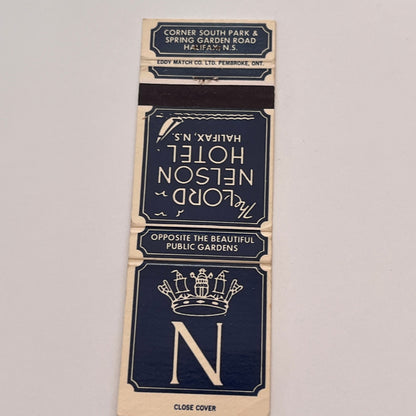 CORNER SOUTH PARK &
SPRING GARDEN ROAD
HALIFAX, N.S.
EDDY MATCH CO. LTD. PEMBROKE, ONT.
The LORD
NELSON
HOTEL
HALIFAX, N.S.
OPPOSITE THE BEAUTIFUL
PUBLIC GARDENS
N
CLOSE COVER